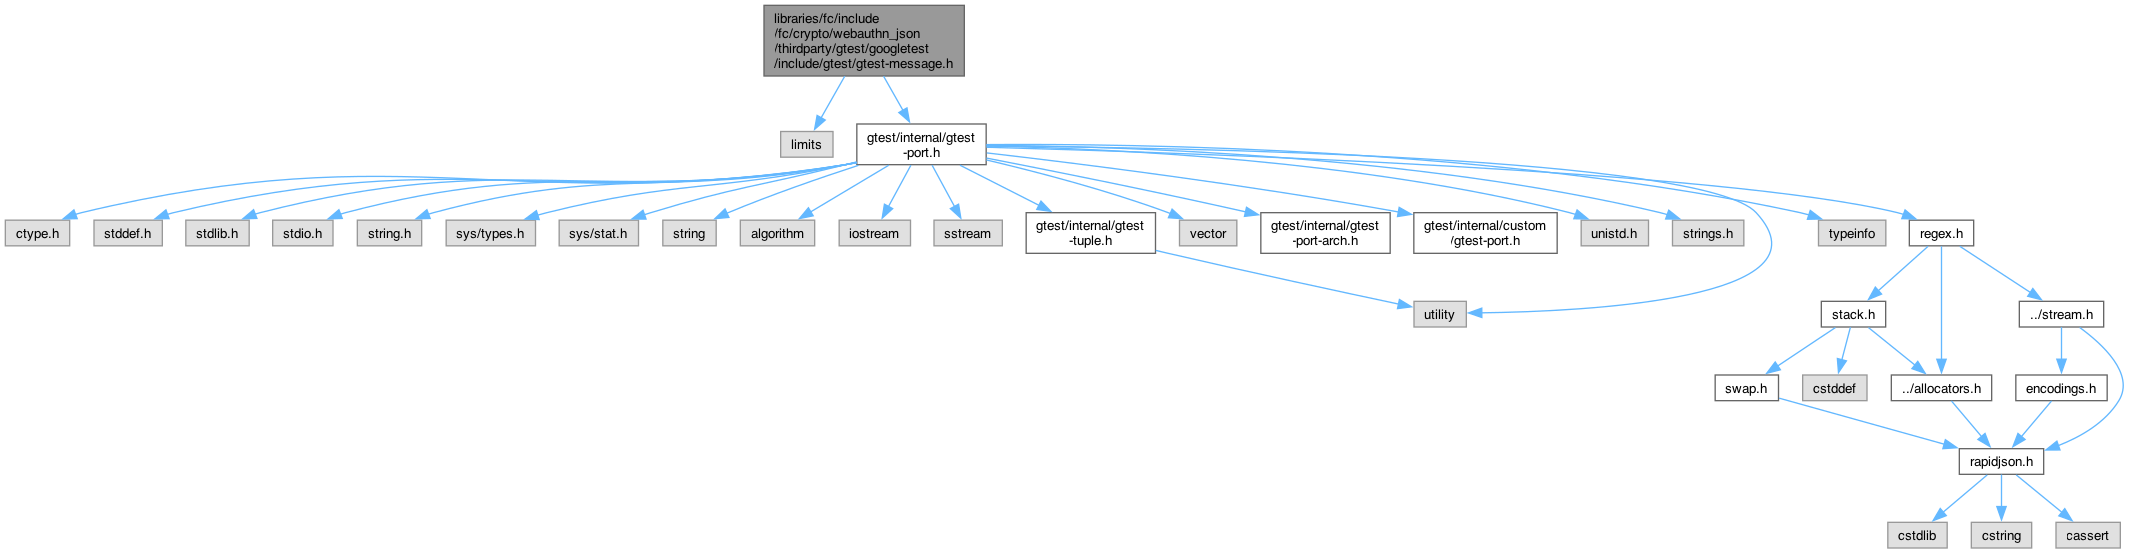 libraries/fc/include
/fc/crypto/webauthn_json
/thirdparty/gtest/googletest
/include/gtest/gtest-message.h
limits
gtest/internal/gtest
-port.h
ctype.h
stddef.h
stdlib.h
stdio.h
string.h
sys/types.h
sys/stat.h
string
algorithm
iostream
sstream
gtest/internal/gtest
-tuple.h
vector
gtest/internal/gtest
-port-arch.h
gtest/internal/custom
/gtest-port.h
unistd.h
strings.h
typeinfo
regex.h
utility
stack.h
../stream.h
swap.h
cstddef
../allocators.h
encodings.h
rapidjson.h
cstdlib
cstring
cassert